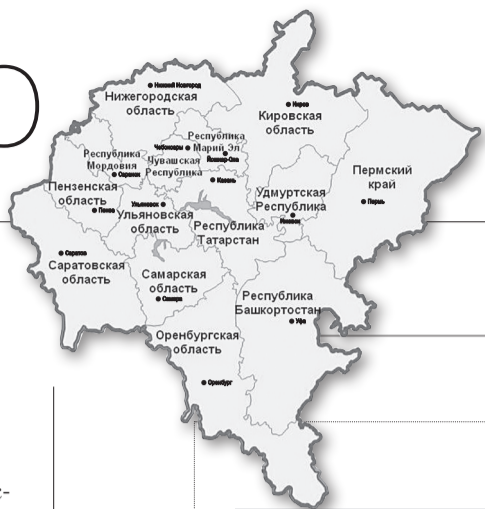 О
Нижний Новгород
Нижегородская
область
Киров
Кировская
область
Республика
Марий Эл
Йошкар-Ола
Чебоксары
Чувашская
Республика
Республика
Мордовия
Саранск
Казань
Пермский
край
Пермь
Пензенская
область
Пенза
Ульяновск
Ульяновская
область
Удмуртская
Республика
Ижевск
Республика
Татарстан
Саратов
Саратовская
область
Самарская
область
Самара
Республика
Башкортостан
Уфа
Оренбургская
область
Оренбург